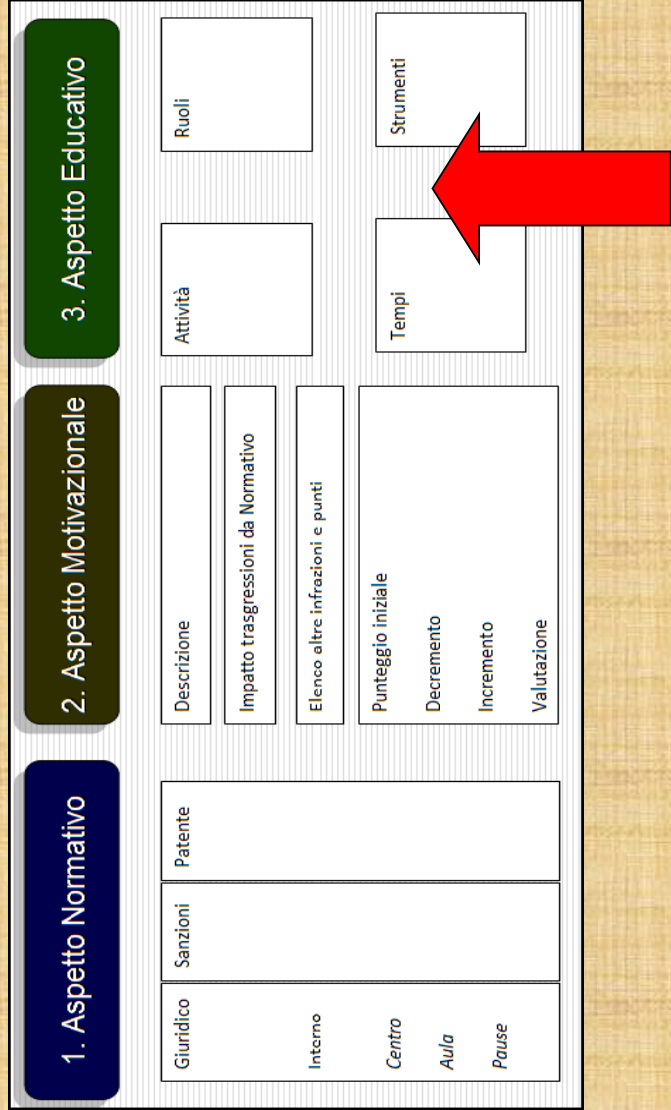 1. Aspetto Normativo
Giuridico
Interno
Centro
Aula
Pause
Sanzioni
Patente
2. Aspetto Motivazionale
Descrizione
Impatto trasgressioni da Normativo
Elenco altre infrazioni e punti
Punteggio iniziale
Decremento
Incremento
Valutazione
3. Aspetto Educativo
Attività
Ruoli
Tempi
Strumenti